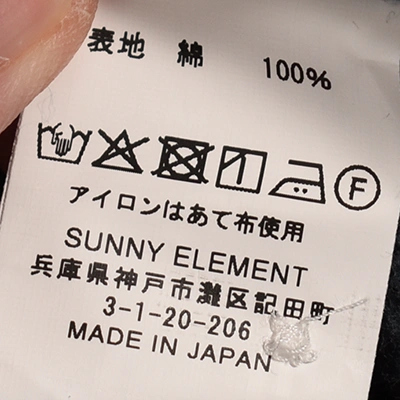 表地 綿 100%
F
アイロンはあて布使用
SUNNY ELEMENT
兵庫県神戸市灘区記田町
3-1-20-206
MADE IN JAPAN